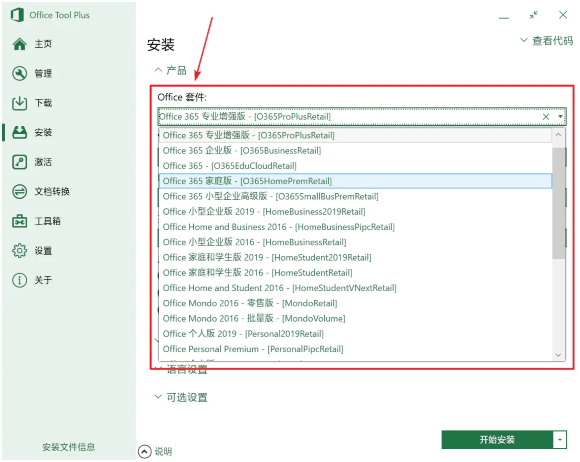 Office Tool Plus
主页
管理
下载
安装
激活
文档转换
工具箱
设置
关于
安装文件信息
安装
查看代码
产品
Office 套件:
Office 365 专业增强版 - [O365ProPlusRetail]
Office 365 专业增强版 - [O365ProPlusRetail]
Office 365 企业版 - [O365BusinessRetail]
Office 365 - [O365EduCloudRetail]
Office 365 家庭版 - [O365HomePremRetail]
Office 365 小型企业高级版 - [O365SmallBusPremRetail]
Office 小型企业版 2019 - [HomeBusiness2019Retail]
Office Home and Business 2016 - [HomeBusinessPipcRetail]
Office 小型企业版 2016 - [HomeBusinessRetail]
Office 家庭和学生版 2019 - [HomeStudent2019Retail]
Office 家庭和学生版 2016 - [HomeStudentRetail]
Office Home and Student 2016 - [HomeStudentVNextRetail]
Office Mondo 2016 - 零售版 - [MondoRetail]
Office Mondo 2016 - 批量版 - [MondoVolume]
Office 个人版 2019 - [Personal2019Retail]
Office Personal Premium - [PersonalPipcRetail]
语言设置
可选设置
说明
开始安装